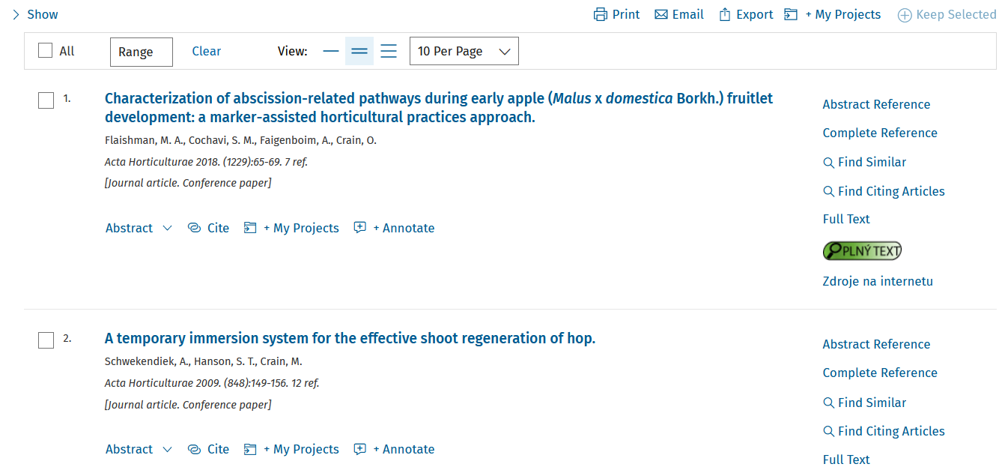 Show
Print Email Export + My Projects Keep Selected
All Range Clear View: 10 Per Page
1. Characterization of abscission-related pathways during early apple (Malus x domestica Borkh.) fruitlet
development: a marker-assisted horticultural practices approach.
Flaishman, M. A., Cochavi, S. M., Faigenboim, A., Crain, O.
Acta Horticulturae 2018. (1229):65-69. 7 ref.
[Journal article. Conference paper]
Abstract Cite + My Projects + Annotate
Abstract Reference
Complete Reference
Find Similar
Find Citing Articles
Full Text
PLNÝ TEXT
Zdroje na internetu
2. A temporary immersion system for the effective shoot regeneration of hop.
Schwekendiek, A., Hanson, S. T., Crain, M.
Acta Horticulturae 2009. (848):149-156. 12 ref.
[Journal article. Conference paper]
Abstract Cite + My Projects + Annotate
Abstract Reference
Complete Reference
Find Similar
Find Citing Articles
Full Text